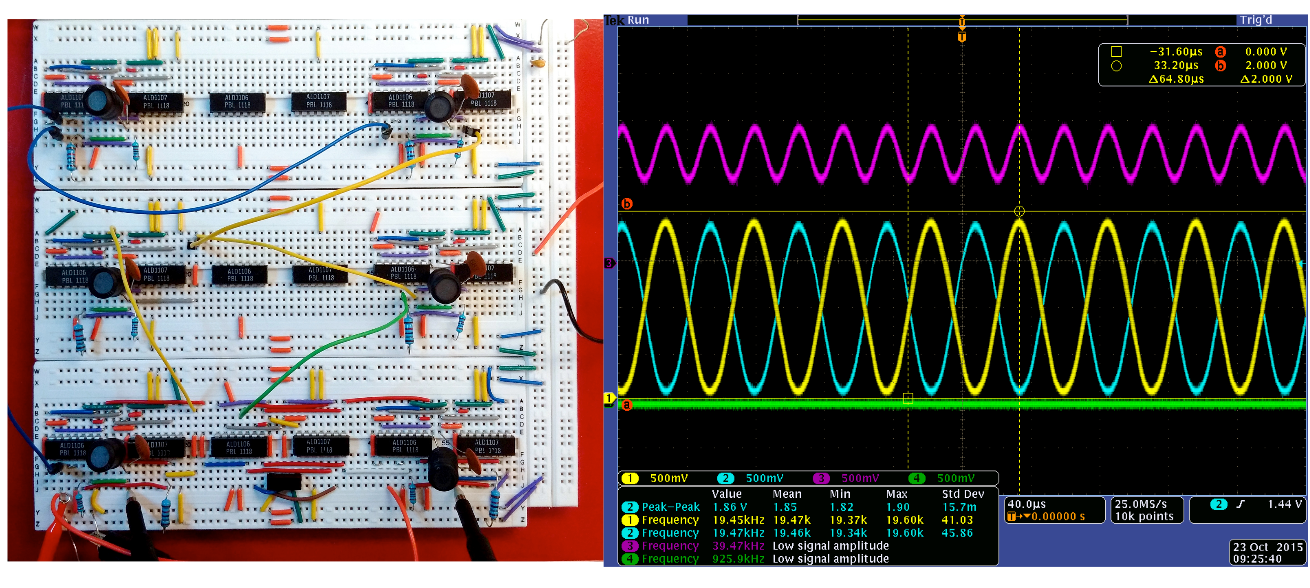 Tek Run Trig'd
T
T
−31.60µs a 0.000 V
33.20µs b 2.000 V
Δ64.80µs Δ2.000 V
b
3
1
a
1 500mV 2 500mV 3 500mV 4 500mV
Value Mean Min Max Std Dev
2 Peak-Peak 1.86 V 1.85 1.82 1.90 15.7m
1 Frequency 19.45kHz 19.47k 19.37k 19.60k 41.03
2 Frequency 19.47kHz 19.46k 19.34k 19.60k 45.86
3 Frequency 39.47kHz Low signal amplitude
4 Frequency 925.9kHz Low signal amplitude
40.0µs
T→▼0.00000 s
25.0MS/s
10k points
2 1.44 V
23 Oct 2015
09:25:40
ALD1107
PBL 1118
ALD1106
PBL 1118
ALD1107
PBL 1118
ALD1106
PBL 1118
1107
1118
ALD1106
PBL 1118
1107
PBL 1118
ALD1106
PBL 1118
ALD1107
PBL 1118
ALD1106
PBL 1118
1107
1118
ALD1106
PBL 1118
ALD1106
PBL 1118
ALD1107
PBL 1118
ALD1106
PBL 1118
ALD1107
PBL 1118